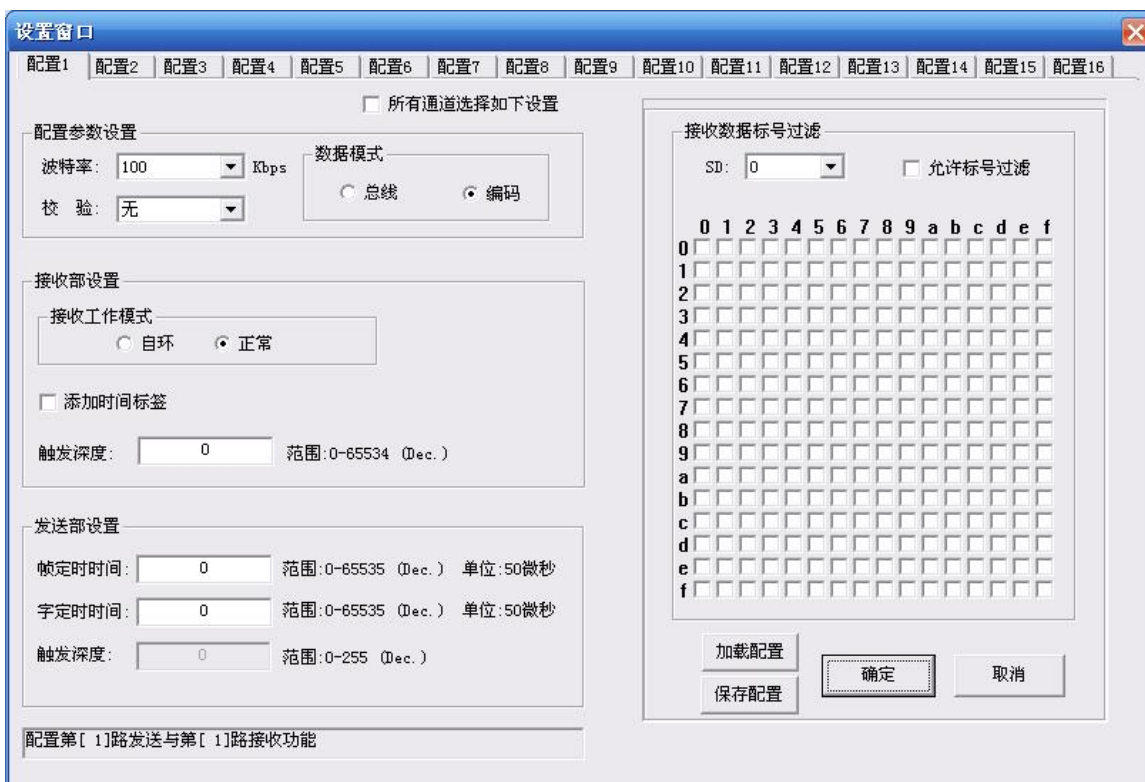 设置窗口
配置1 配置2 配置3 配置4 配置5 配置6 配置7 配置8 配置9 配置10 配置11 配置12 配置13 配置14 配置15 配置16
所有通道选择如下设置
配置参数设置
波特率: 100 Kbps
校 验: 无
数据模式
总线 编码
接收部设置
接收工作模式
自环 正常
添加时间标签
触发深度: 0 范围:0-65534 (Dec.)
发送部设置
帧定时时间: 0 范围:0-65535 (Dec.) 单位:50微秒
字定时时间: 0 范围:0-65535 (Dec.) 单位:50微秒
触发深度: 0 范围:0-255 (Dec.)
配置第[ 1]路发送与第[ 1]路接收功能
接收数据标号过滤
SD: 0 允许标号过滤
0 1 2 3 4 5 6 7 8 9 a b c d e f
0
1
2
3
4
5
6
7
8
9
a
b
c
d
e
f
加载配置
保存配置
确定
取消